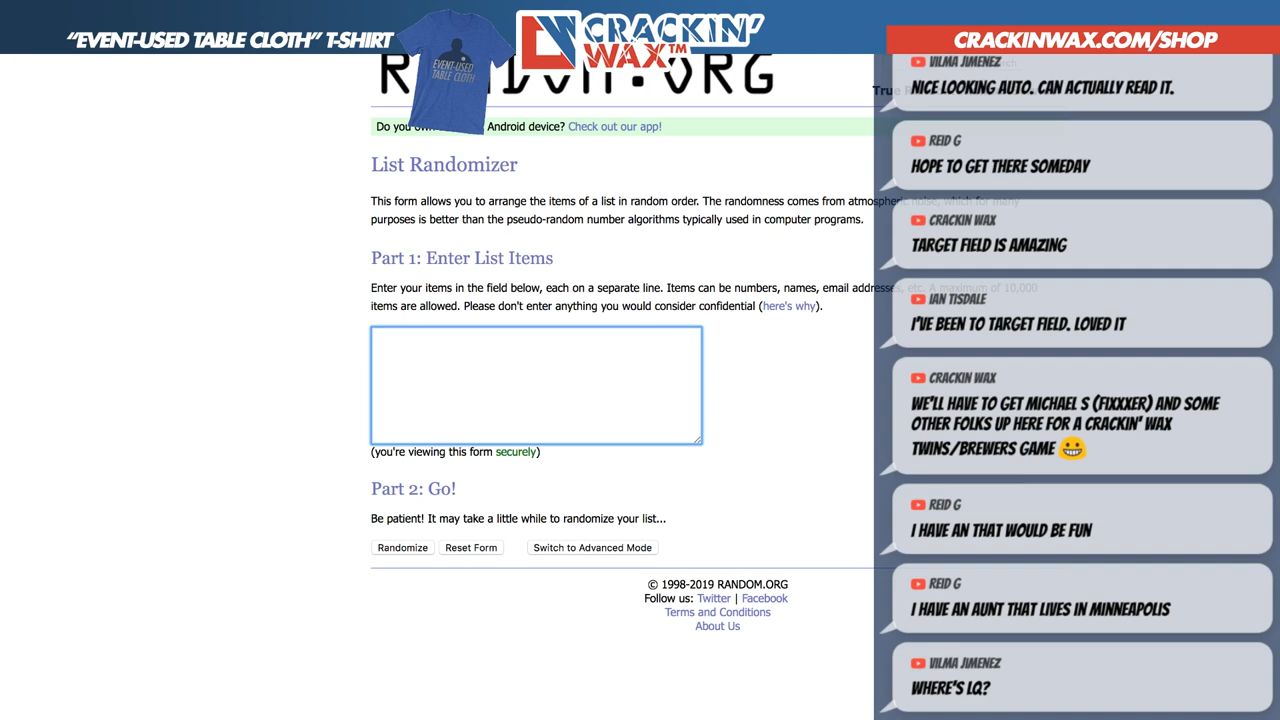 “EVENT-USED TABLE CLOTH” T-SHIRT
EVENT-USED
TABLE CLOTH
CRACKIN'
WAX™
CRACKINWAX.COM/SHOP
RANDOM.ORG
True R
Do you own Android device? Check out our app!
List Randomizer
This form allows you to arrange the items of a list in random order. The randomness comes from atmospheric noise, which for many
purposes is better than the pseudo-random number algorithms typically used in computer programs.
Part 1: Enter List Items
Enter your items in the field below, each on a separate line. Items can be numbers, names, email addresses, etc. A maximum of 10,000
items are allowed. Please don't enter anything you would consider confidential (here's why).
(you're viewing this form securely)
Part 2: Go!
Be patient! It may take a little while to randomize your list...
Randomize
Reset Form
Switch to Advanced Mode
© 1998-2019 RANDOM.ORG
Follow us: Twitter | Facebook
Terms and Conditions
About Us
VILMA JIMENEZ
NICE LOOKING AUTO. CAN ACTUALLY READ IT.
REID G
HOPE TO GET THERE SOMEDAY
CRACKIN WAX
TARGET FIELD IS AMAZING
IAN TISDALE
I'VE BEEN TO TARGET FIELD. LOVED IT
CRACKIN WAX
WE'LL HAVE TO GET MICHAEL S (FIXXXER) AND SOME
OTHER FOLKS UP HERE FOR A CRACKIN' WAX
TWINS/BREWERS GAME 😀
REID G
I HAVE AN THAT WOULD BE FUN
REID G
I HAVE AN AUNT THAT LIVES IN MINNEAPOLIS
VILMA JIMENEZ
WHERE'S LQ?